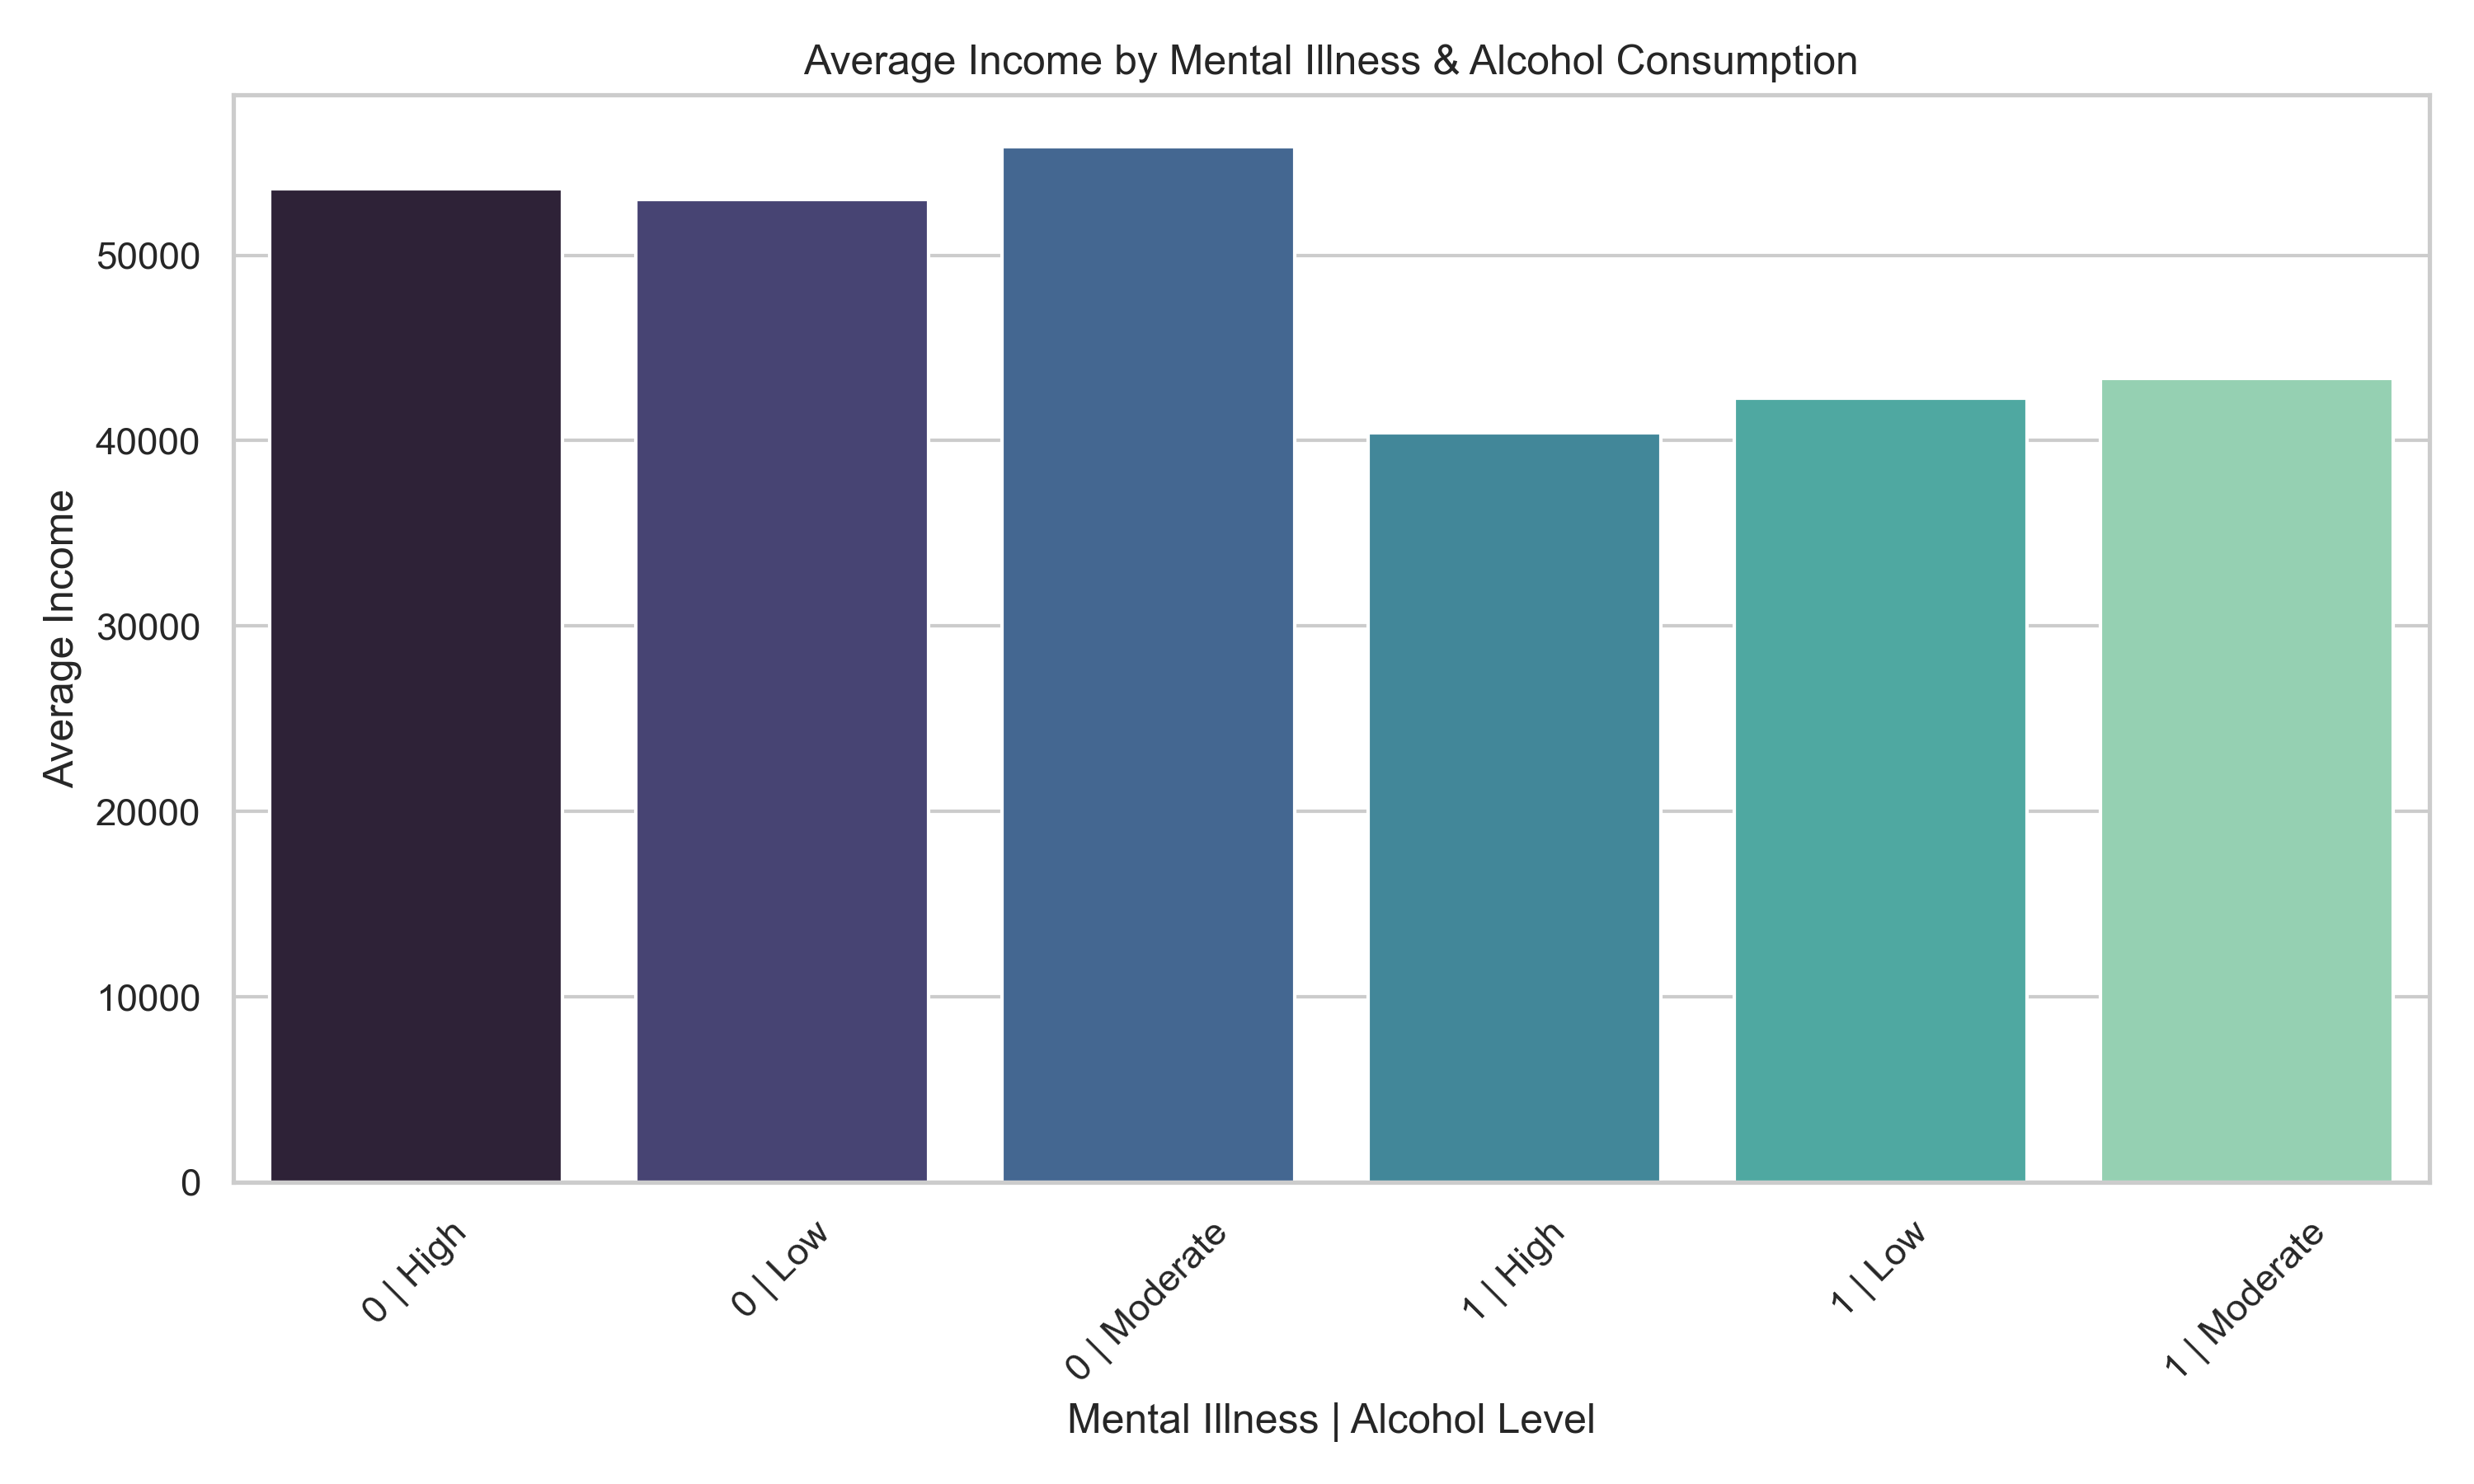 Average Income by Mental Illness & Alcohol Consumption
Average Income
50000
40000
30000
20000
10000
0
0 | High
0 | Low
0 | Moderate
1 | High
1 | Low
1 | Moderate
Mental Illness | Alcohol Level